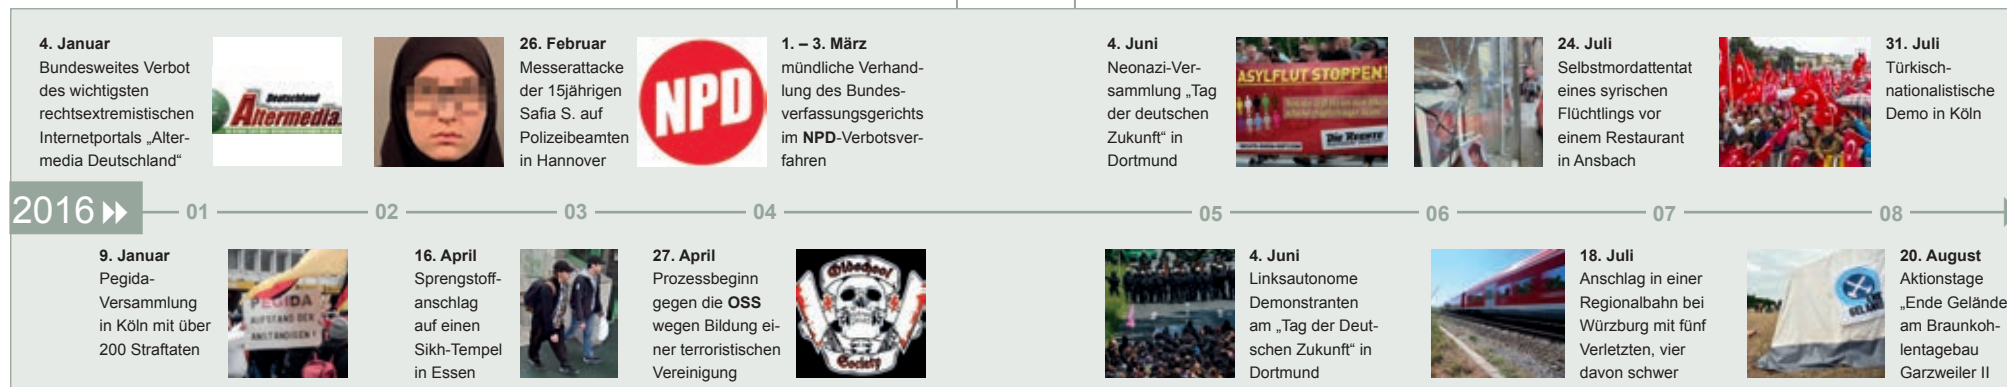 4. Januar
Bundesweites Verbot
des wichtigsten
rechtsextremistischen
Internetportals „Alter-
media Deutschland“
Deutschland
Altermedia
26. Februar
Messerattacke
der 15jährigen
Safia S. auf
Polizeibeamten
in Hannover
NPD
1. – 3. März
mündliche Verhand-
lung des Bundes-
verfassungsgerichts
im NPD-Verbotsver-
fahren
4. Juni
Neonazi-Ver-
sammlung „Tag
der deutschen
Zukunft“ in
Dortmund
ASYLFLUT STOPPEN!
Die Rechte
24. Juli
Selbstmordattentat
eines syrischen
Flüchtlings vor
einem Restaurant
in Ansbach
31. Juli
Türkisch-
nationalistische
Demo in Köln
2016
01
02
03
04
05
06
07
08
9. Januar
Pegida-
Versammlung
in Köln mit über
200 Straftaten
PEGIDA
AUFSTAND DER
ANSTÄNDIGEN!
16. April
Sprengstoff-
anschlag
auf einen
Sikh-Tempel
in Essen
27. April
Prozessbeginn
gegen die OSS
wegen Bildung ei-
ner terroristischen
Vereinigung
Oldschool
Society
4. Juni
Linksautonome
Demonstranten
am „Tag der Deut-
schen Zukunft“ in
Dortmund
18. Juli
Anschlag in einer
Regionalbahn bei
Würzburg mit fünf
Verletzten, vier
davon schwer
20. August
Aktionstage
„Ende Gelände
am Braunkoh-
lentagebau
Garzweiler II